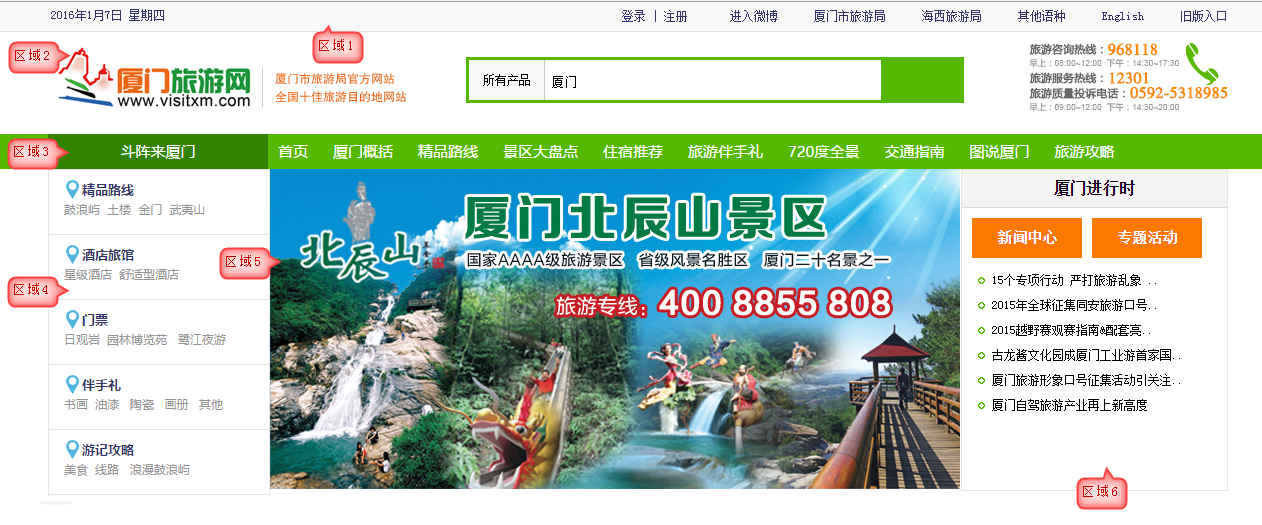 2016年1月7日 星期四 登录 | 注册 进入微博 厦门市旅游局 海西旅游局 其他语种 English 旧版入口
区域1
区域2
厦门旅游网
www.visitxm.com
厦门市旅游局官方网站
全国十佳旅游目的地网站
所有产品 厦门
旅游咨询热线：968118
早上：08:00~12:00 下午：14:30~17:30
旅游服务热线：12301
旅游质量投诉电话：0592-5318985
早上：09:00~12:00 下午：14:30~20:00
区域3
斗阵来厦门 首页 厦门概括 精品路线 景区大盘点 住宿推荐 旅游伴手礼 720度全景 交通指南 图说厦门 旅游攻略
精品路线
鼓浪屿 土楼 金门 武夷山
酒店旅馆
星级酒店 舒适型酒店
区域4
门票
日观岩 园林博览苑 鹭江夜游
伴手礼
书画 油漆 陶瓷 画册 其他
游记攻略
美食 线路 浪漫鼓浪屿
区域5
北辰山
厦门北辰山景区
国家AAAA级旅游景区 省级风景名胜区 厦门二十名景之一
旅游专线：400 8855 808
厦门进行时
新闻中心 专题活动
15个专项行动 严打旅游乱象 . .
2015年全球征集同安旅游口号. .
2015越野赛观赛指南&配套亮. .
古龙酱文化园成厦门工业游首家国. .
厦门旅游形象口号征集活动引关注. .
厦门自驾旅游产业再上新高度
区域6